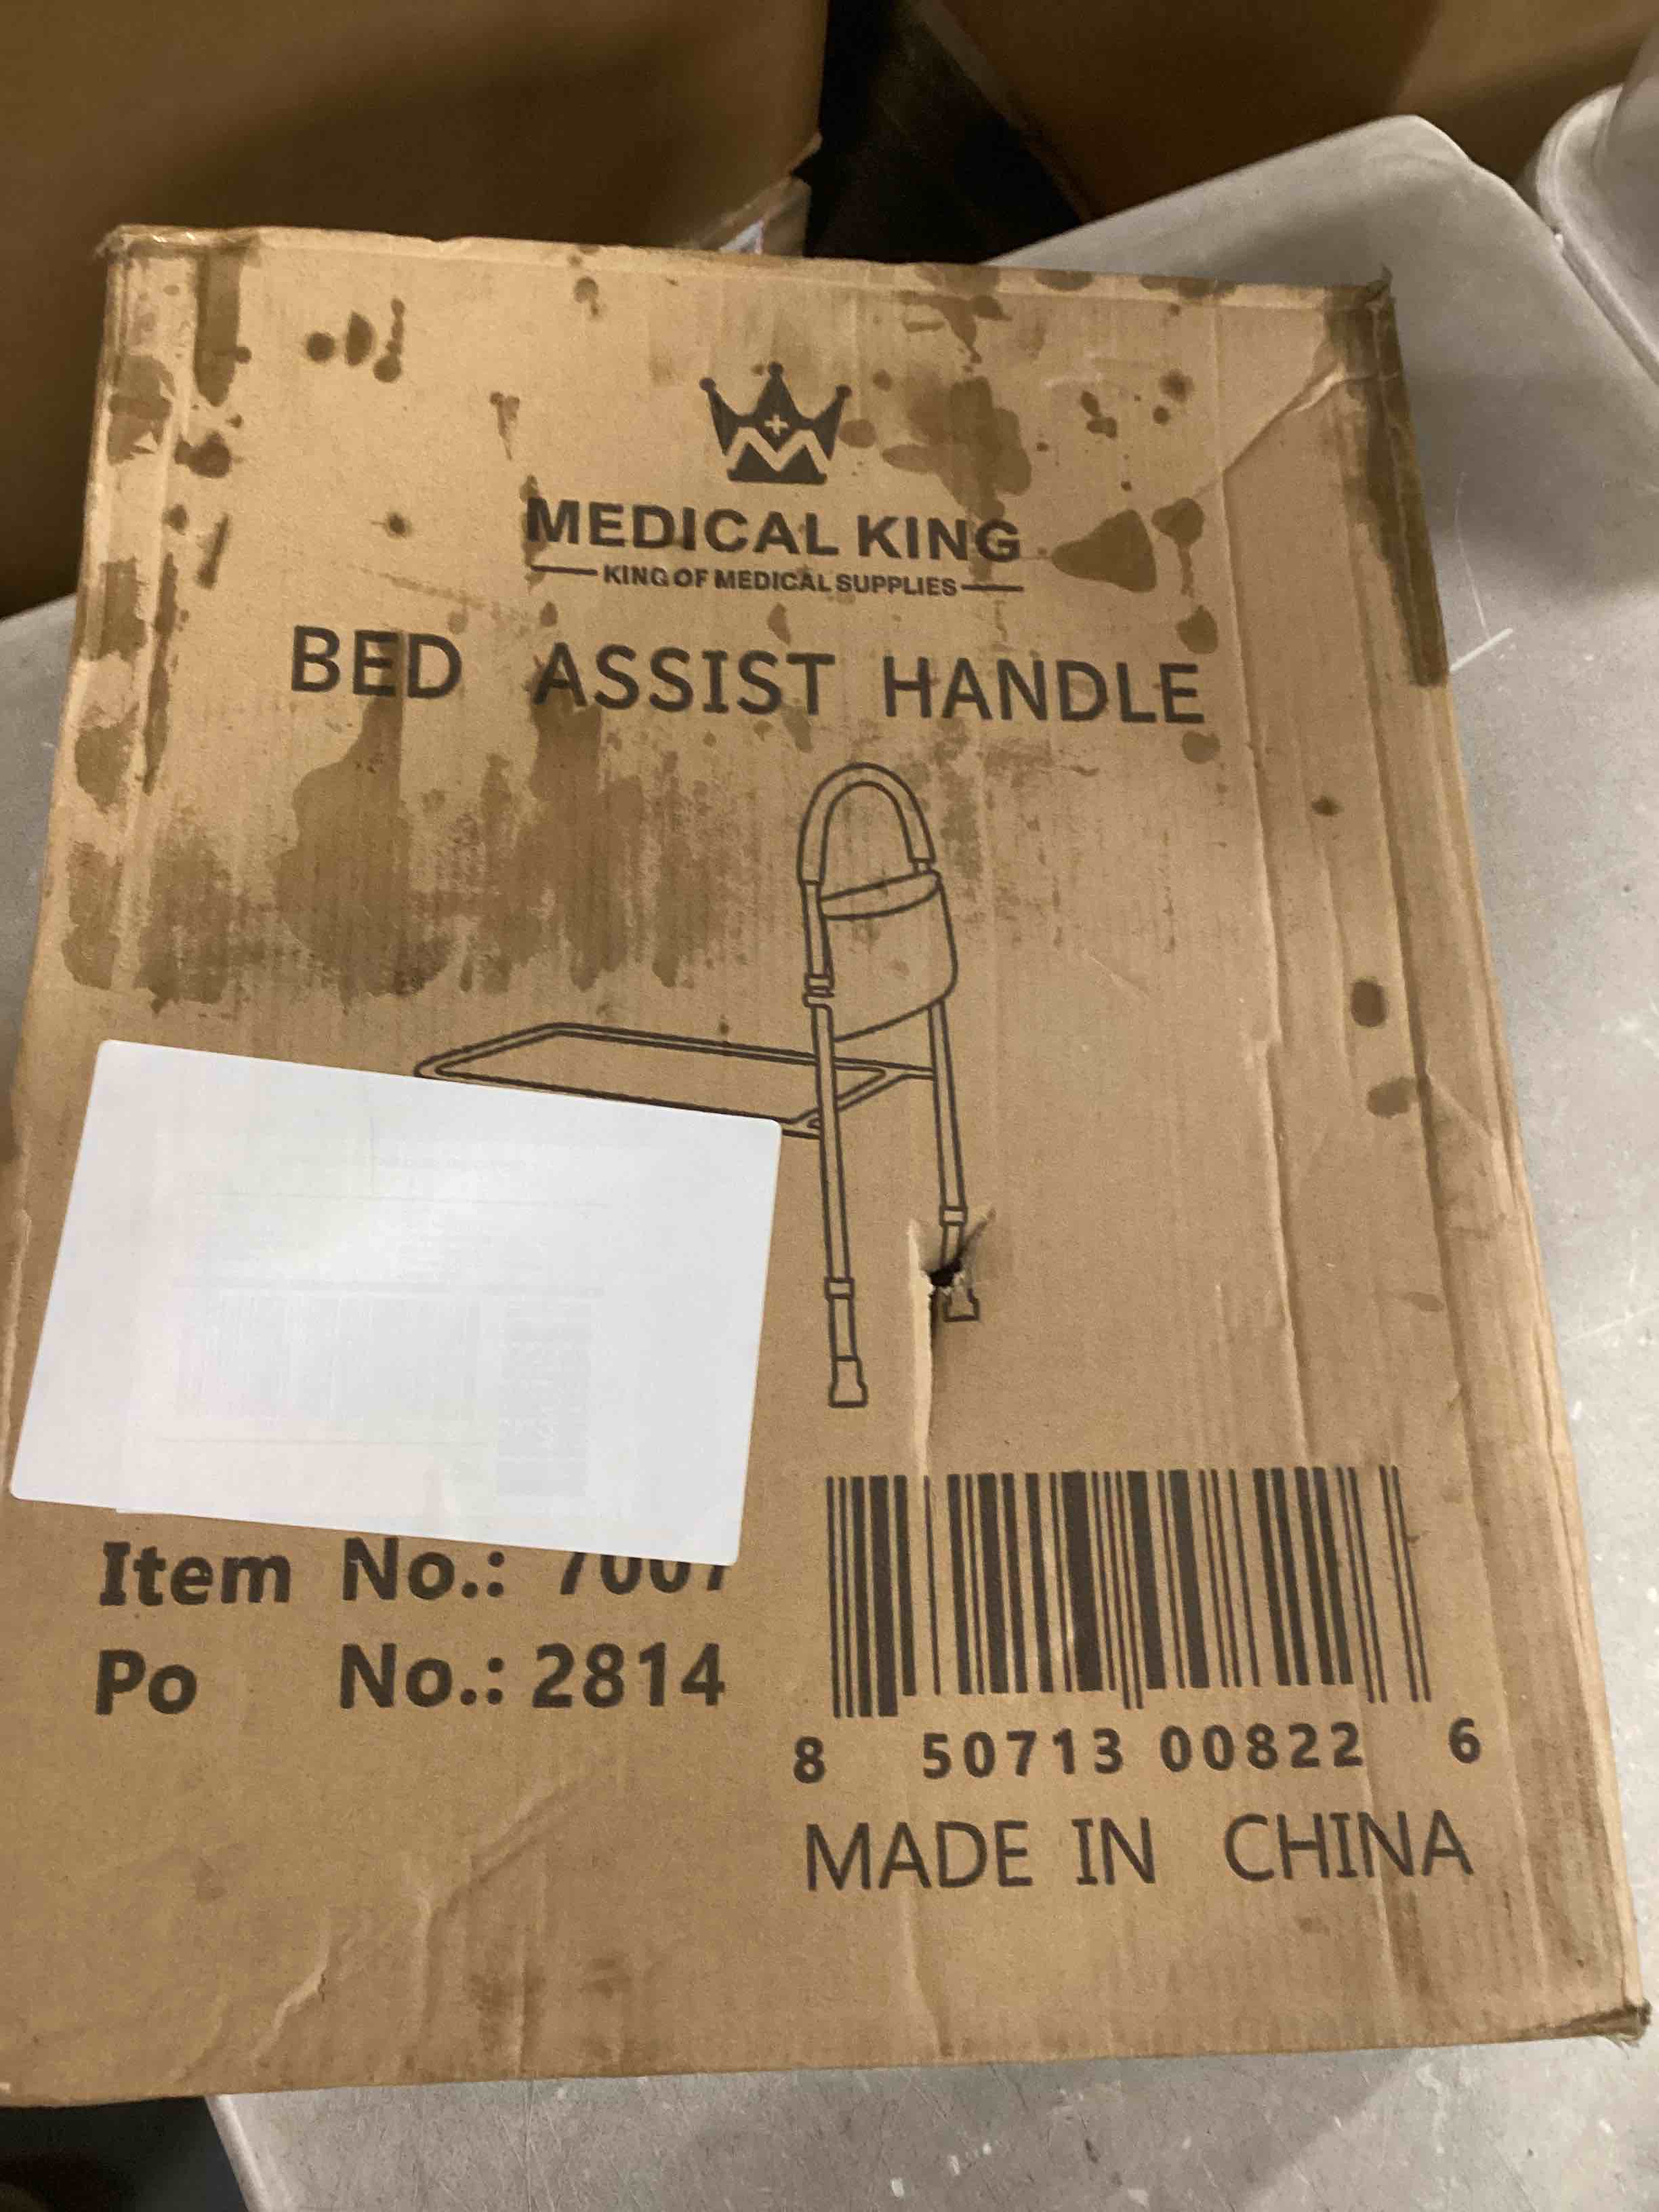 MEDICAL KING
KING OF MEDICAL SUPPLIES
BED ASSIST HANDLE
Item No.: 7007
Po No.: 2814
8 50713 00822 6
MADE IN CHINA